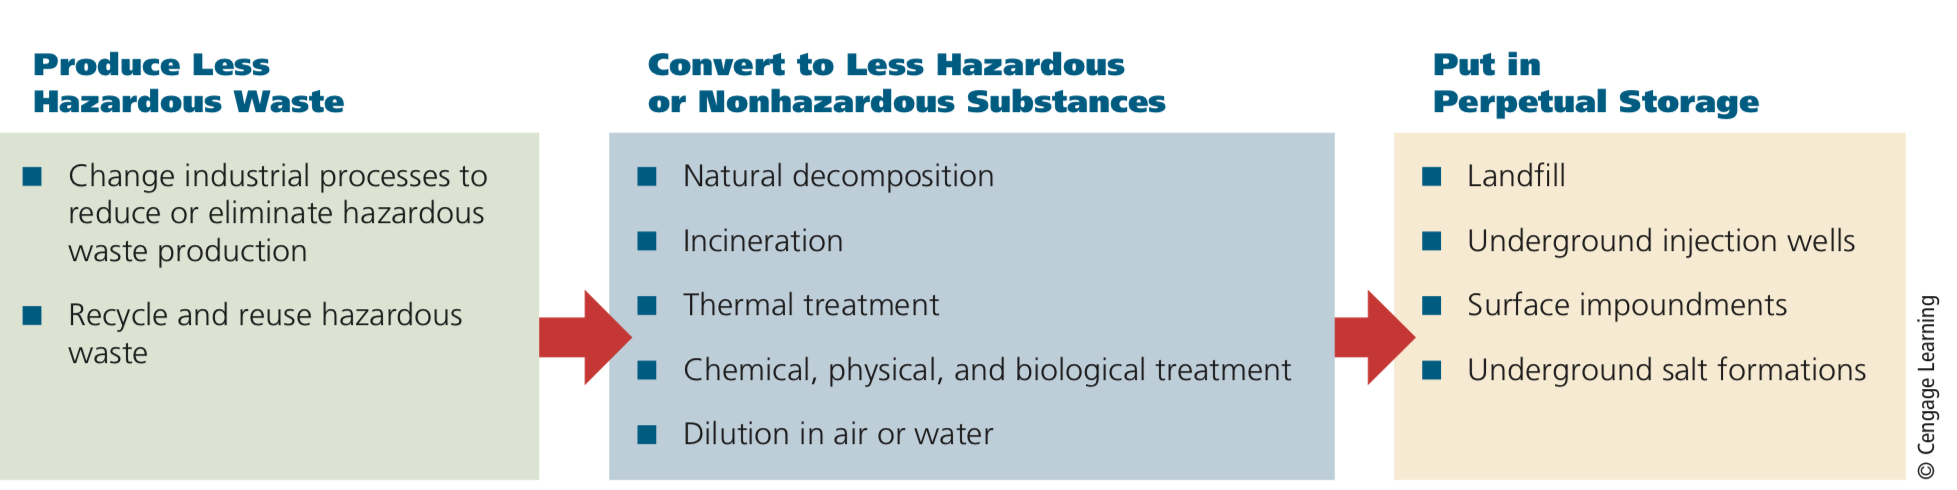 Produce Less
Hazardous Waste
Change industrial processes to
reduce or eliminate hazardous
waste production
Recycle and reuse hazardous
waste
Convert to Less Hazardous
or Nonhazardous Substances
Natural decomposition
Incineration
Thermal treatment
Chemical, physical, and biological treatment
Dilution in air or water
Put in
Perpetual Storage
Landfill
Underground injection wells
Surface impoundments
Underground salt formations
© Cengage Learning